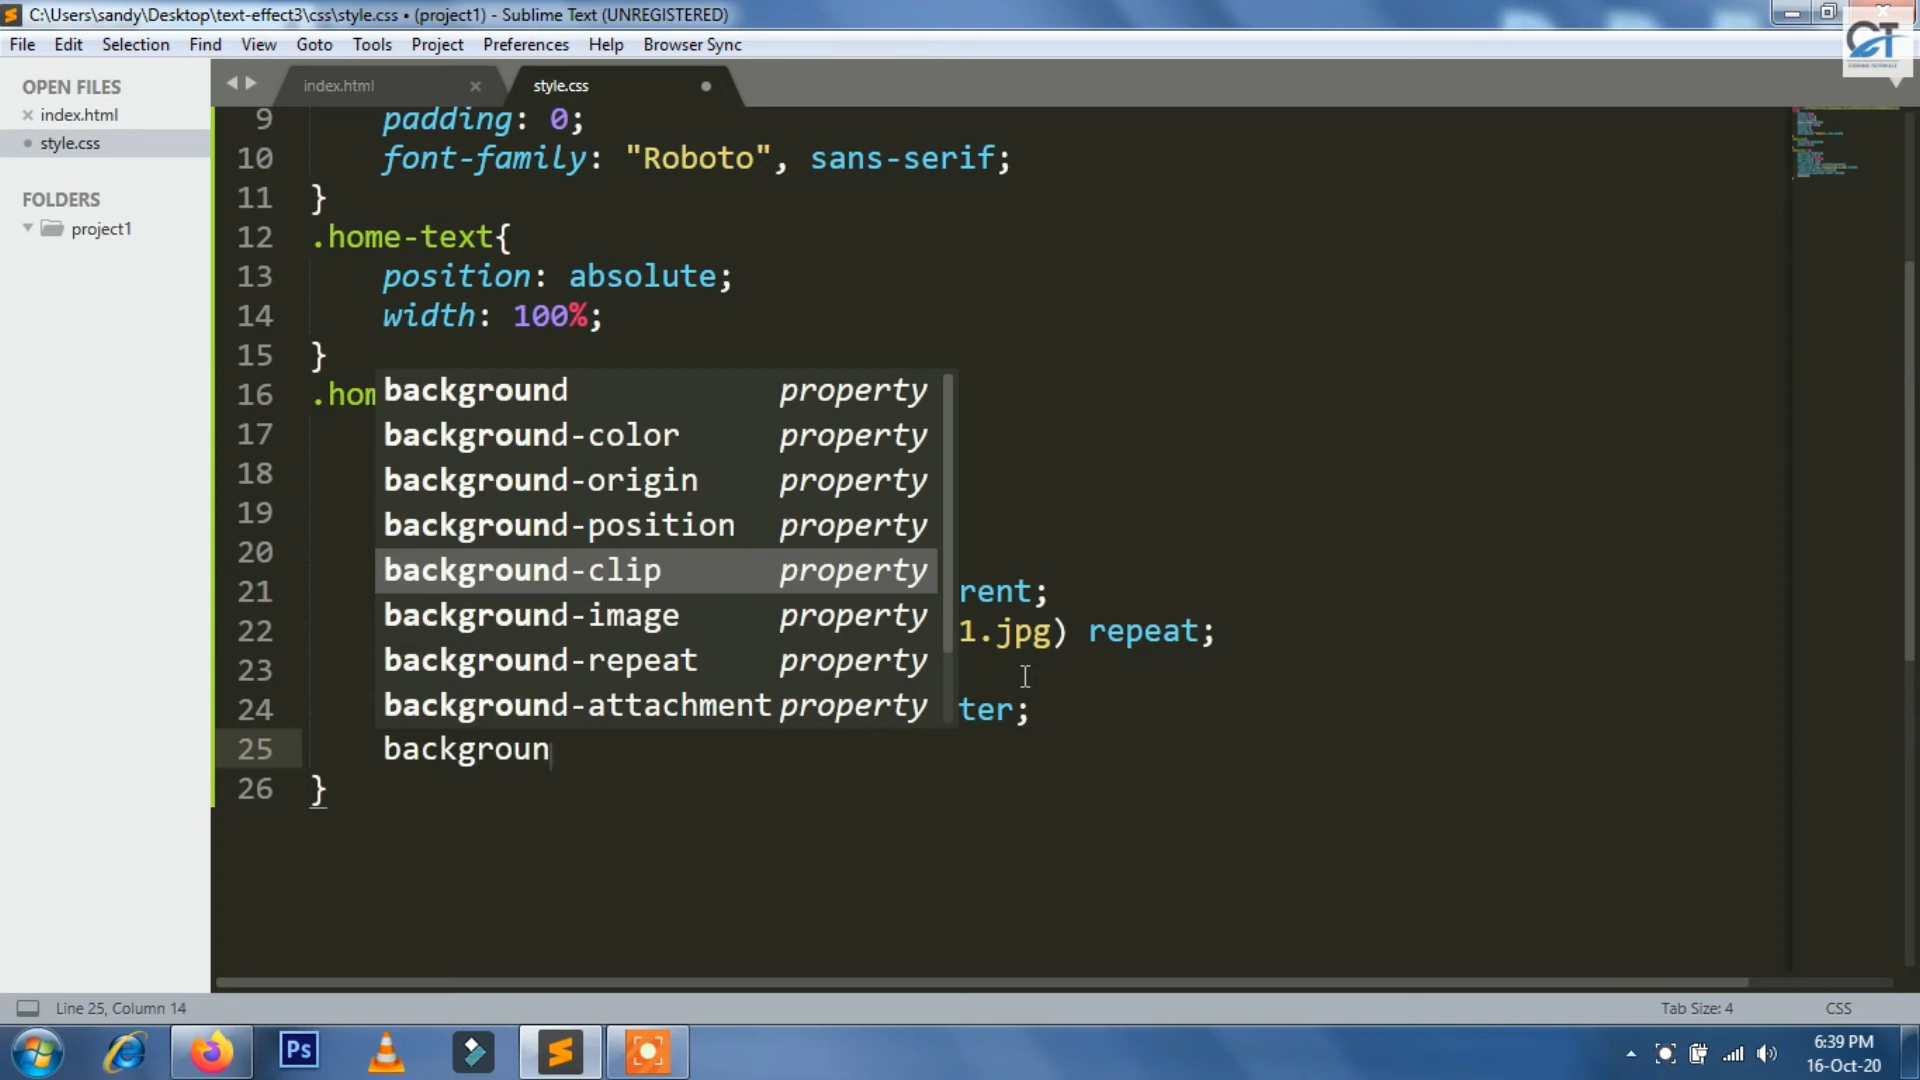 C:\Users\sandy\Desktop\text-effect3\css\style.css • (project1) - Sublime Text (UNREGISTERED)
File Edit Selection Find View Goto Tools Project Preferences Help Browser Sync
CT
CODING TUTORIALS
OPEN FILES
index.html
style.css
FOLDERS
project1
index.html
style.css
9 padding: 0;
10 font-family: "Roboto", sans-serif;
11 }
12 .home-text{
13 position: absolute;
14 width: 100%;
15 }
16 .hom
17
18
19
20
21 rent;
22 1.jpg) repeat;
23
24 ter;
25 backgroun
26 }
background property
background-color property
background-origin property
background-position property
background-clip property
background-image property
background-repeat property
background-attachment property
Line 25, Column 14
Tab Size: 4
CSS
Ps
6:39 PM
16-Oct-20